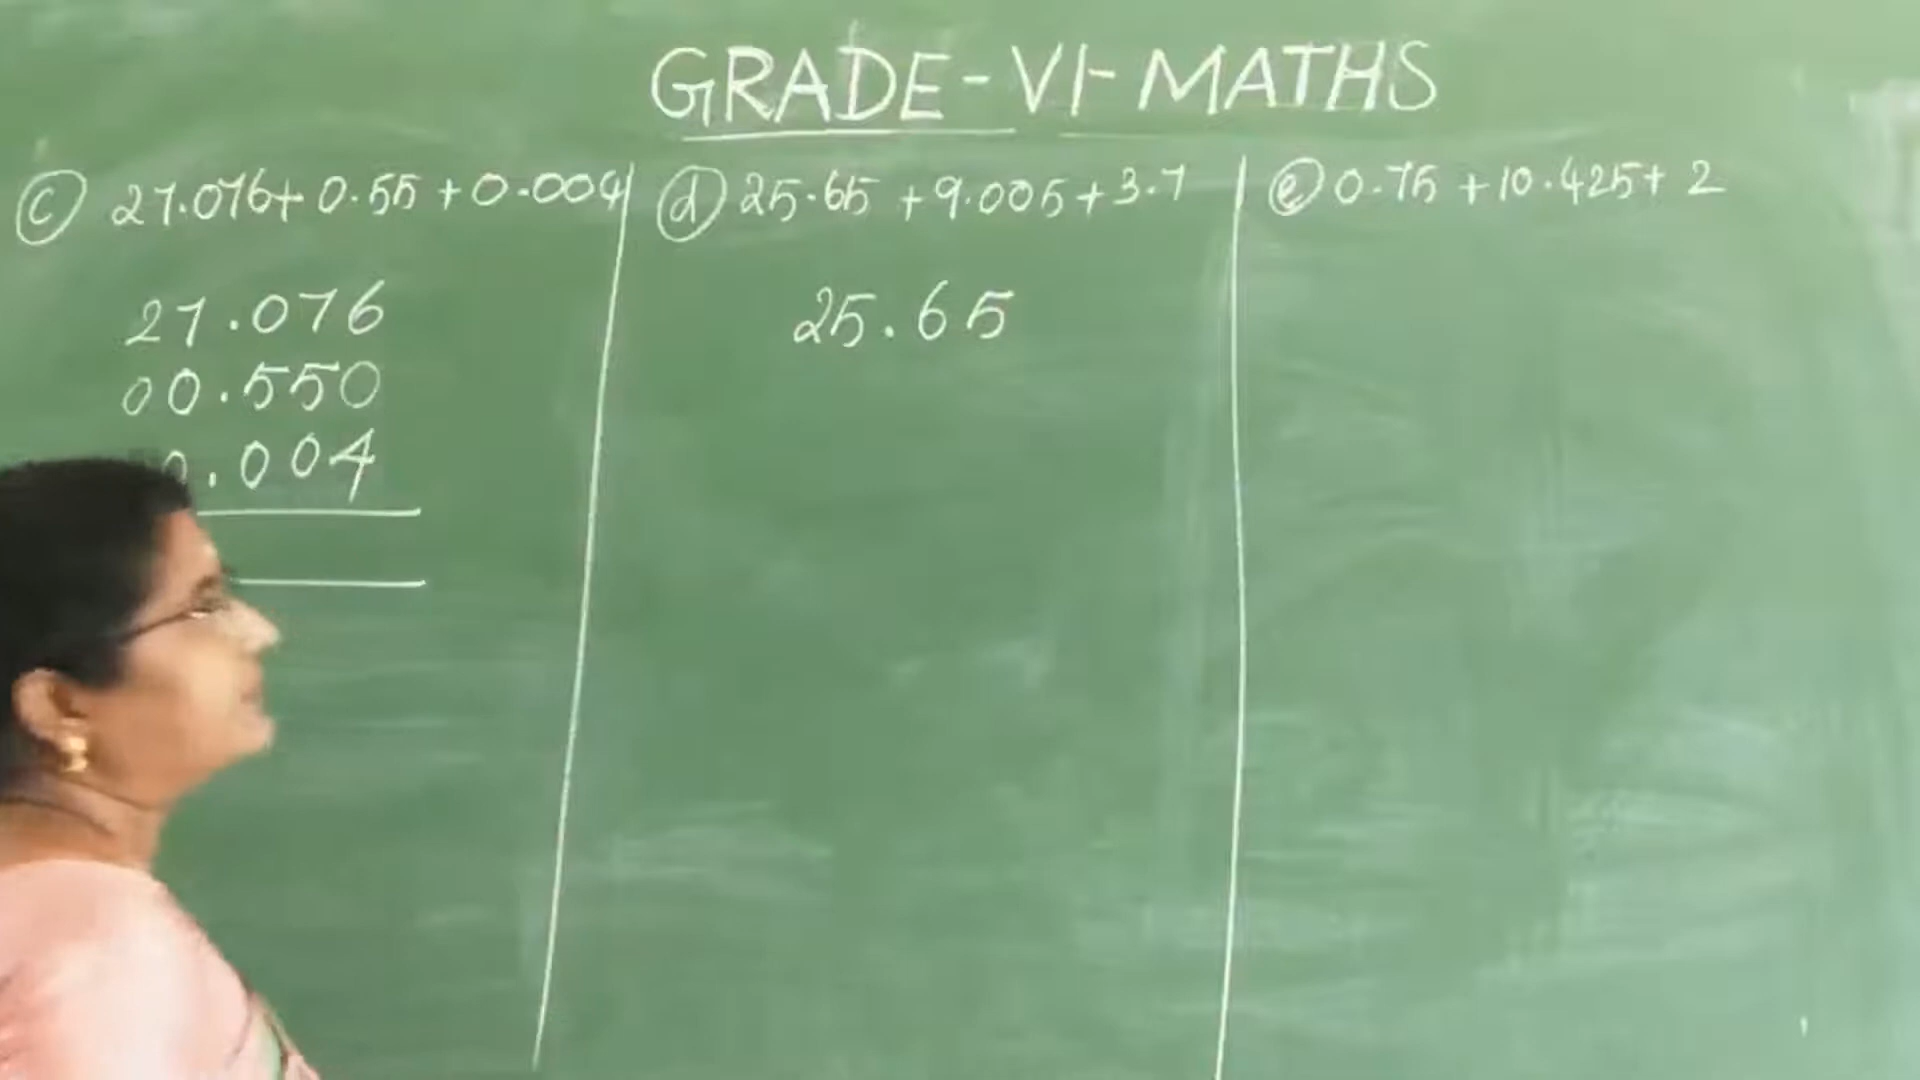 GRADE-VI-MATHS
c 27.076+ 0.55 + 0.004
27.076
00.550
0.004
d 25.65 + 9.005 + 3.7
25.65
e 0.75 + 10.425 + 2